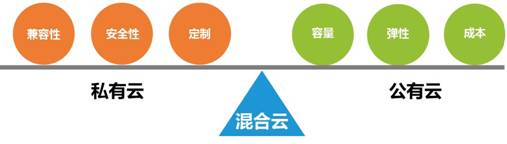 兼容性 安全性 定制 容量 弹性 成本
私有云 公有云
混合云